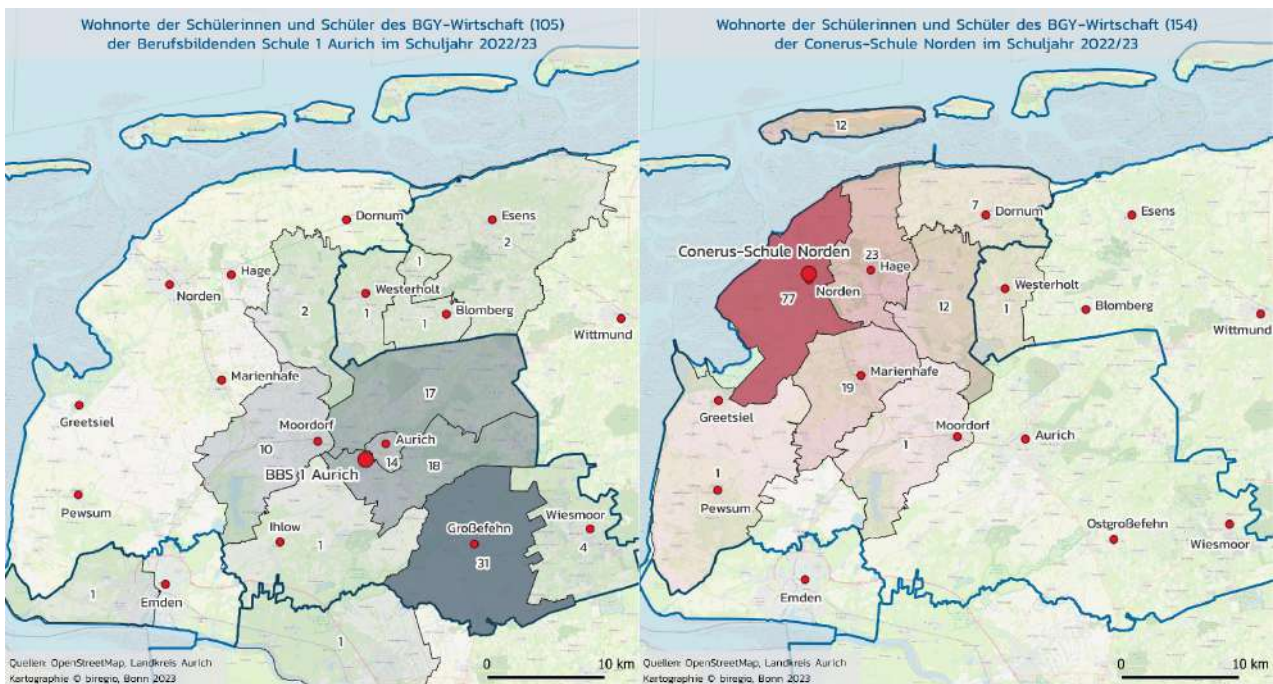 Wohnorte der Schülerinnen und Schüler des BGY-Wirtschaft (105)
der Berufsbildenden Schule 1 Aurich im Schuljahr 2022/23
Dornum
Esens
2
Hage
1
Norden
Westerholt
2
1
1
Blomberg
Wittmund
Marienhafe
17
Greetsiel
Moordorf
Aurich
10
14
18
BBS 1 Aurich
Pewsum
Großefehn
Wiesmoor
Ihlow
1
31
4
1
Emden
1
Quellen: OpenStreetMap, Landkreis Aurich
Kartographie © biregio, Bonn 2023
0
10 km
Wohnorte der Schülerinnen und Schüler des BGY-Wirtschaft (154)
der Conerus-Schule Norden im Schuljahr 2022/23
12
7
Dornum
Esens
Conerus-Schule Norden
23
Hage
Norden
77
12
Westerholt
1
Blomberg
Wittmund
Marienhafe
19
Greetsiel
1
Moordorf
Aurich
1
Pewsum
Ostgroßefehn
Wiesmoor
Emden
Quellen: OpenStreetMap, Landkreis Aurich
Kartographie © biregio, Bonn 2023
0
10 km